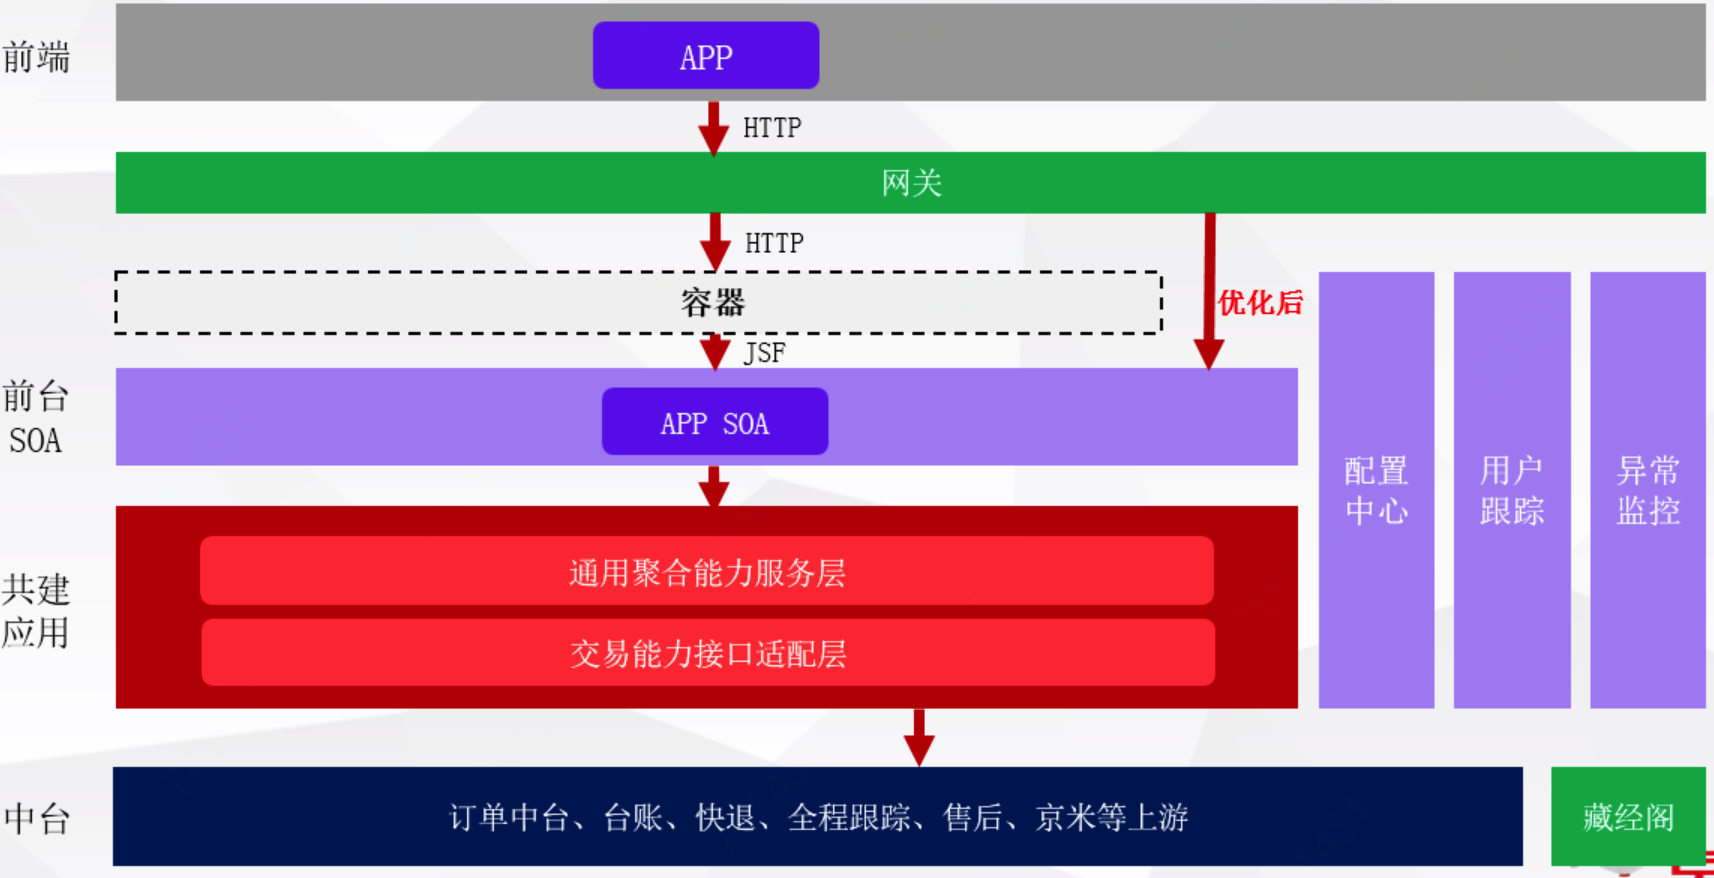 前端
APP
HTTP
网关
HTTP
容器
优化后
JSF
前台
SOA
APP SOA
配置
中心
用户
跟踪
异常
监控
共建
应用
通用聚合能力服务层
交易能力接口适配层
中台
订单中台、台账、快退、全程跟踪、售后、京米等上游
藏经阁